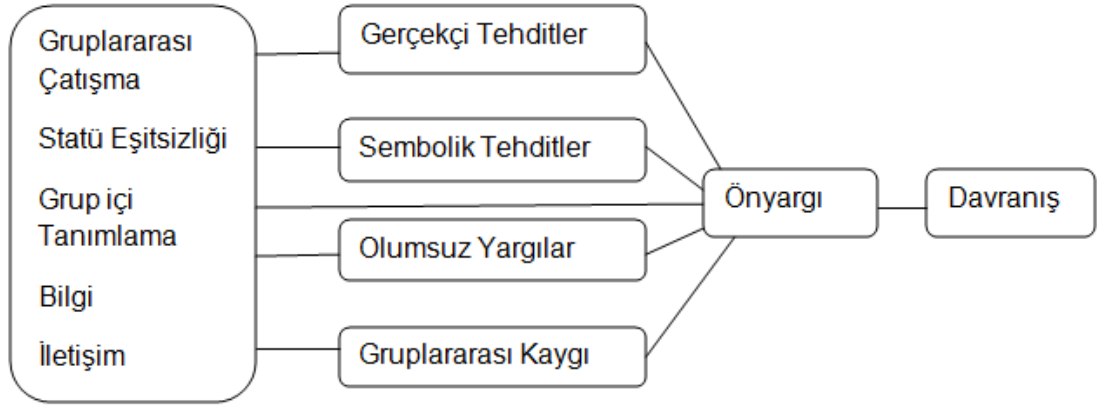 Gruplararası
Çatışma
Statü Eşitsizliği
Grup içi
Tanımlama
Bilgi
İletişim
Gerçekçi Tehditler
Sembolik Tehditler
Olumsuz Yargılar
Gruplararası Kaygı
Önyargı
Davranış